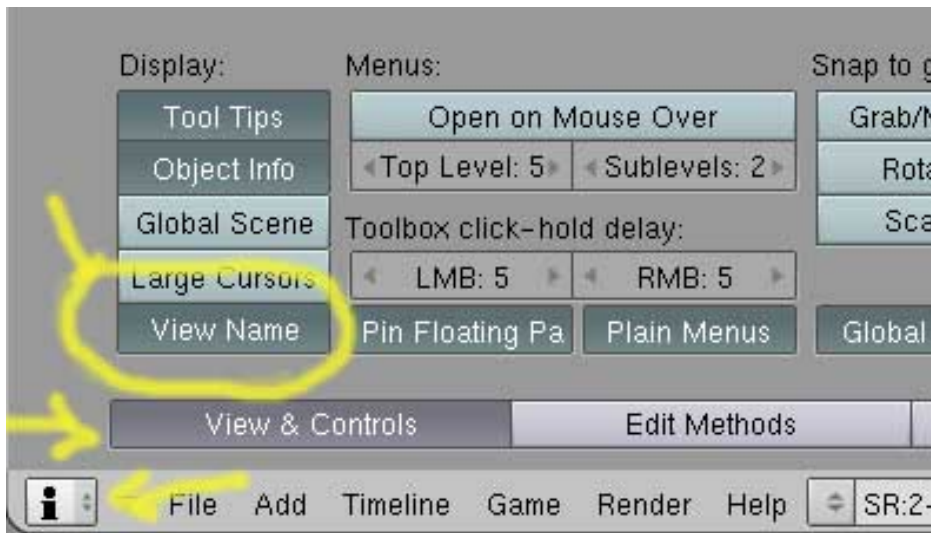 Display: Menus: Snap to g
Tool Tips Open on Mouse Over Grab/M
Object Info Top Level: 5 Sublevels: 2 Rota
Global Scene Sca
Toolbox click-hold delay:
Large Cursors LMB: 5 RMB: 5
View Name Pin Floating Pa Plain Menus Global
View & Controls Edit Methods
i File Add Timeline Game Render Help SR:2-